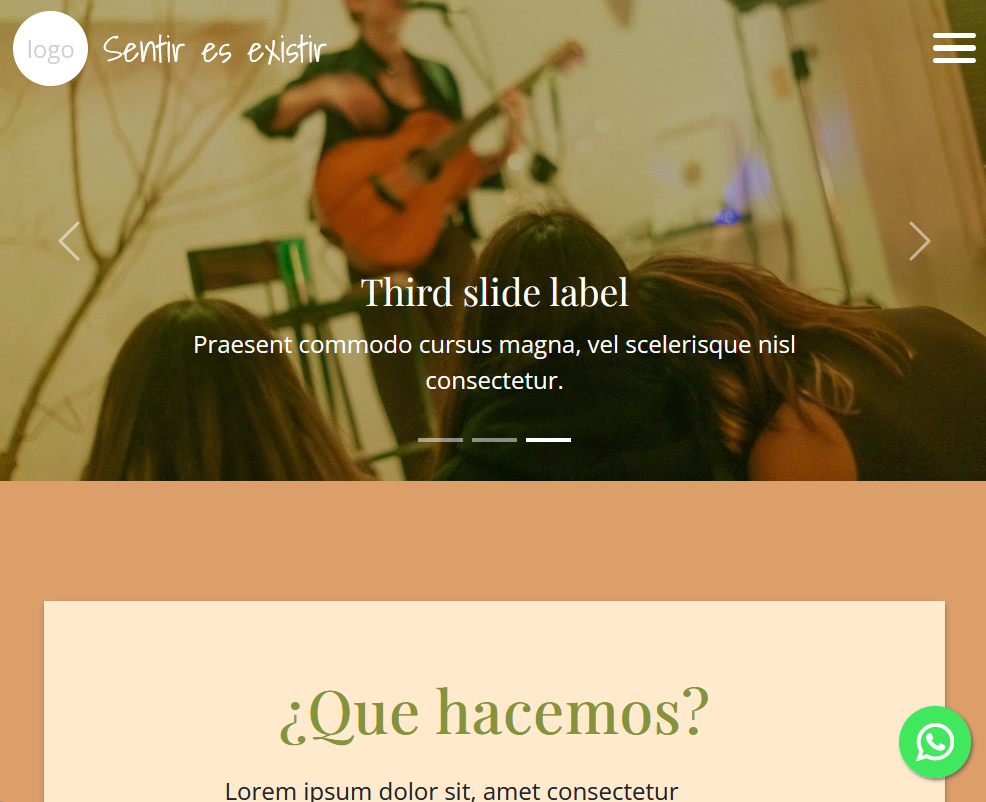 logo
Sentir es existir
Third slide label
Praesent commodo cursus magna, vel scelerisque nisl
consectetur.
¿Que hacemos?
Lorem ipsum dolor sit, amet consectetur